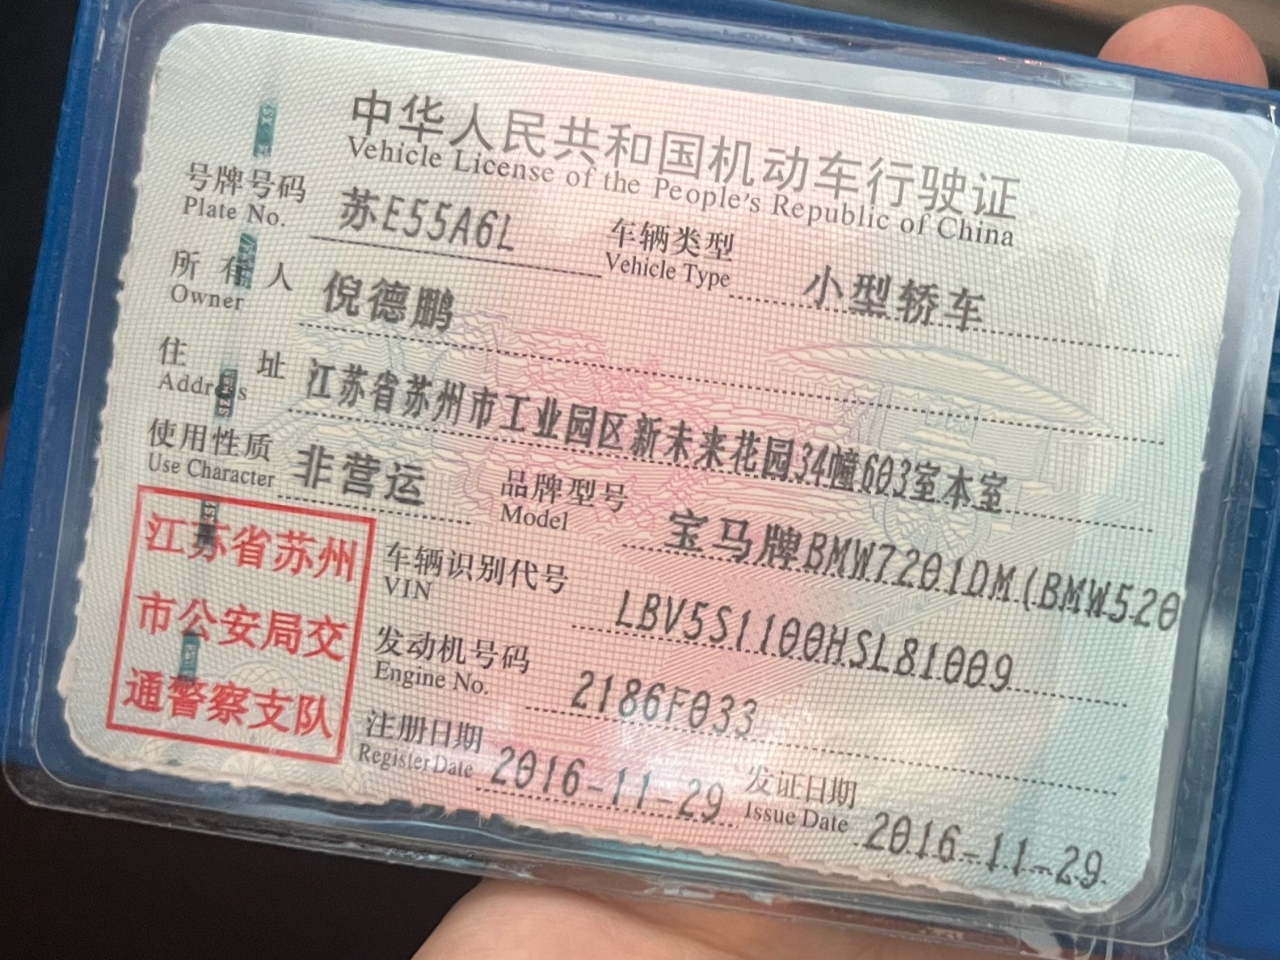 中华人民共和国机动车行驶证
Vehicle License of the People's Republic of China
号牌号码 苏E55A6L 车辆类型 小型轿车
Plate No. Vehicle Type
所有人 倪德鹏
Owner
住址 江苏省苏州市工业园区新未来花园34幢603室本室
Address
使用性质 非营运 品牌型号 宝马牌BMW7201DM(BMW520
Use Character Model
江苏省苏州
市公安局交
通警察支队
车辆识别代号 LBV5S1100HSL81009
VIN
发动机号码 2186F033
Engine No.
注册日期 2016-11-29 发证日期 2016-11-29
Register Date Issue Date